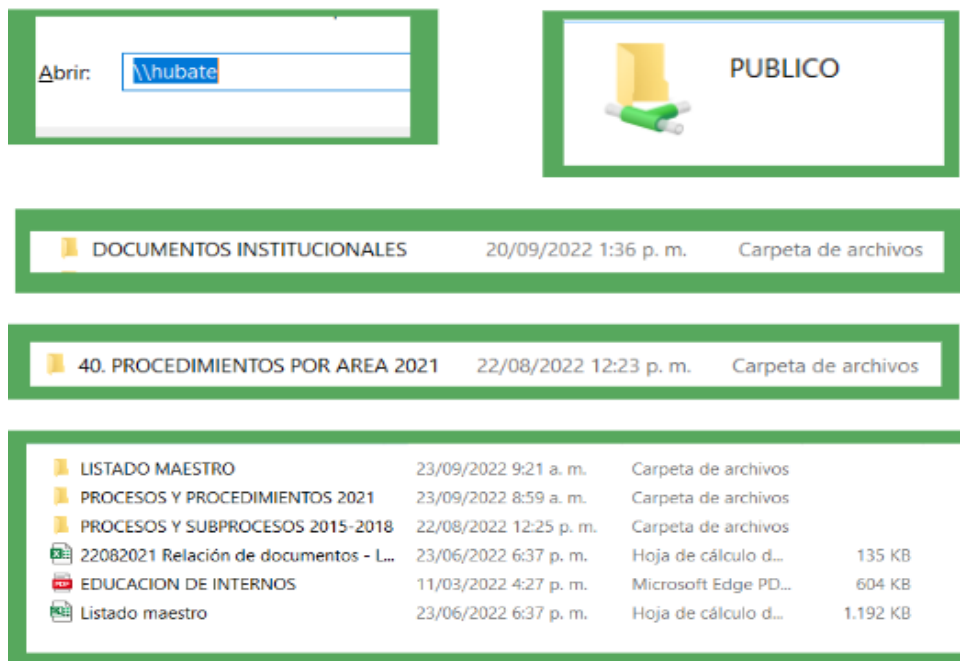 Abrir: \\hubate
PUBLICO
DOCUMENTOS INSTITUCIONALES 20/09/2022 1:36 p. m. Carpeta de archivos
40. PROCEDIMIENTOS POR AREA 2021 22/08/2022 12:23 p. m. Carpeta de archivos
LISTADO MAESTRO 23/09/2022 9:21 a. m. Carpeta de archivos
PROCESOS Y PROCEDIMIENTOS 2021 23/09/2022 8:59 a. m. Carpeta de archivos
PROCESOS Y SUBPROCESOS 2015-2018 22/08/2022 12:25 p. m. Carpeta de archivos
22082021 Relación de documentos - L... 23/06/2022 6:37 p. m. Hoja de cálculo d... 135 KB
EDUCACION DE INTERNOS 11/03/2022 4:27 p. m. Microsoft Edge PD... 604 KB
Listado maestro 23/06/2022 6:37 p. m. Hoja de cálculo d... 1.192 KB